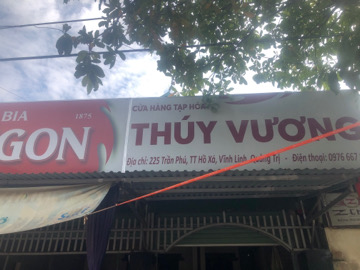 BIA
1875
GON
CỬA HÀNG TẠP HOÁ
THÚY VƯƠNG
Địa chỉ: 225 Trần Phú, TT Hồ Xá, Vĩnh Linh, Quảng Trị - Điện thoại: 0976 667